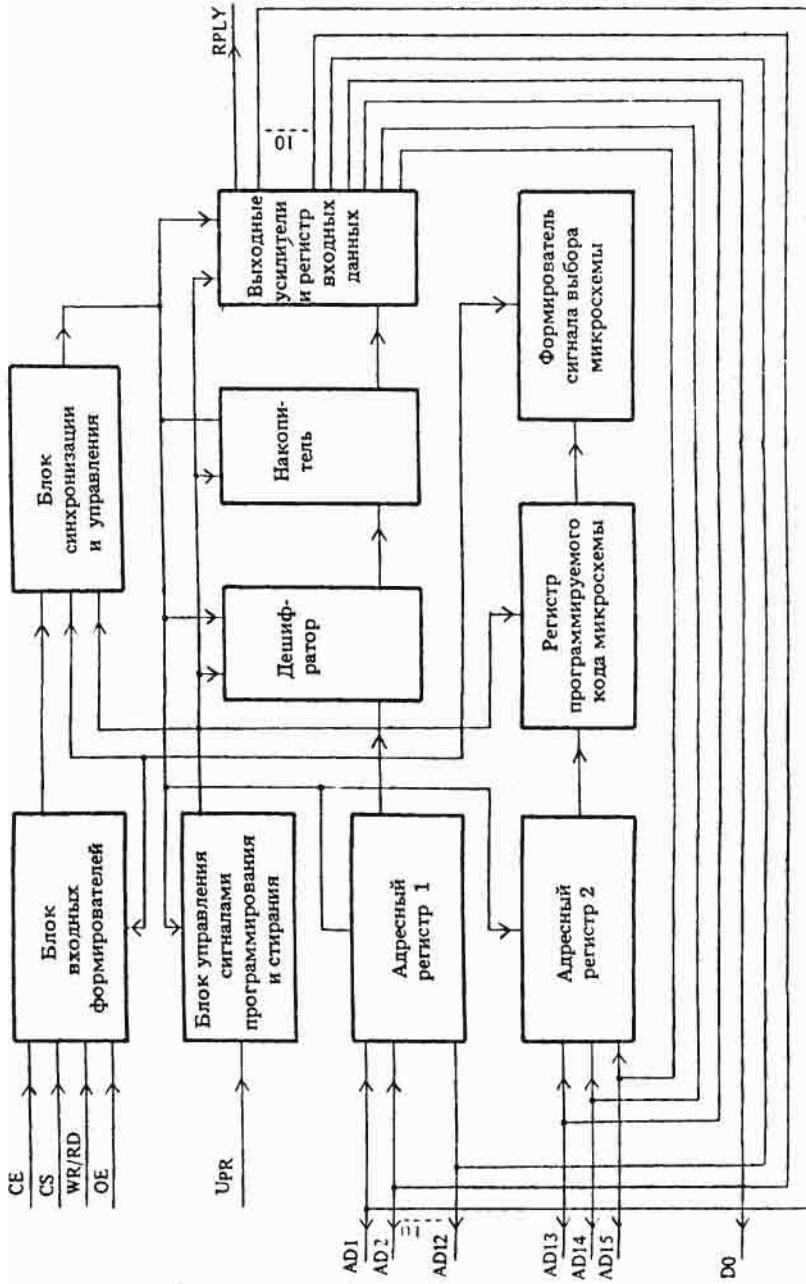 CE
CS
WR/RD
OE
Блок
входных
формирователей
Блок
синхронизации
и управления
RPLY
UPR
Блок управления
сигналами
программирования
и стирания
Дешиф-
ратор
Накопи-
тель
Выходные
усилители
и регистр
входных
данных
10
AD1
AD2
AD12
Адресный
регистр 1
AD13
AD14
AD15
Адресный
регистр 2
Регистр
программируемого
кода микросхемы
Формирователь
сигнала выбора
микросхемы
D0